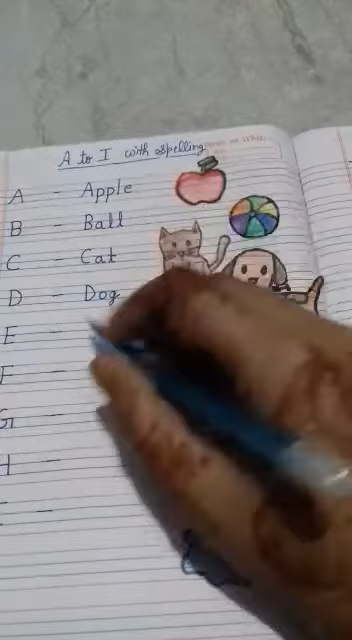 A to I with spelling
A - Apple
B - Ball
C - Cat
D - Dog
E -
F -
G -
H -
-